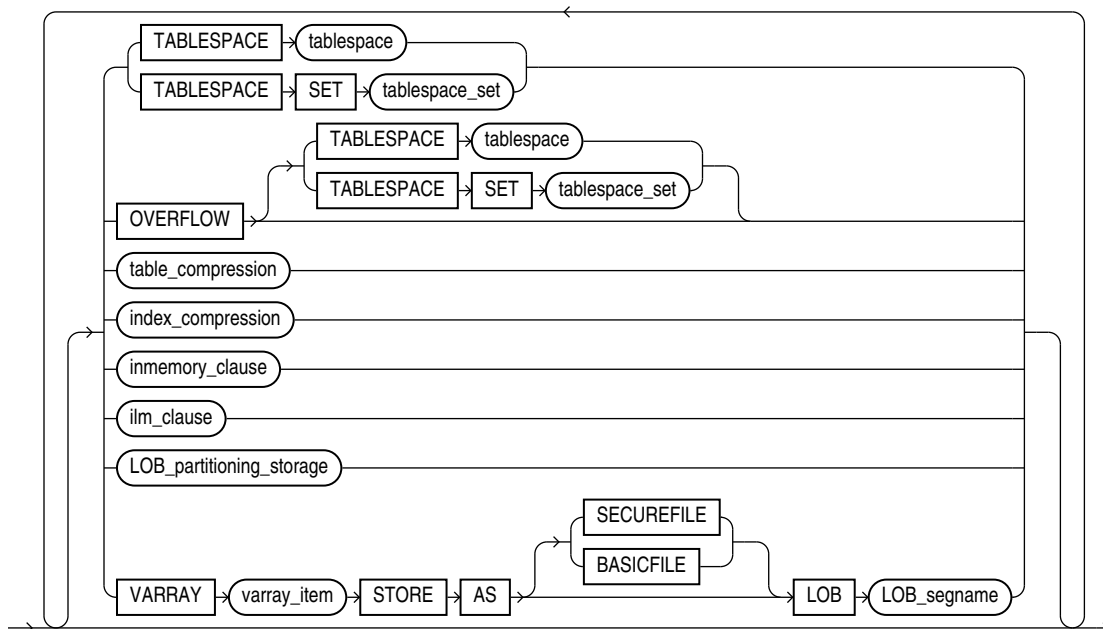 TABLESPACE tablespace
TABLESPACE SET tablespace_set
TABLESPACE tablespace
TABLESPACE SET tablespace_set
OVERFLOW
table_compression
index_compression
inmemory_clause
ilm_clause
LOB_partitioning_storage
SECUREFILE
BASICFILE
VARRAY varray_item STORE AS LOB LOB_segname